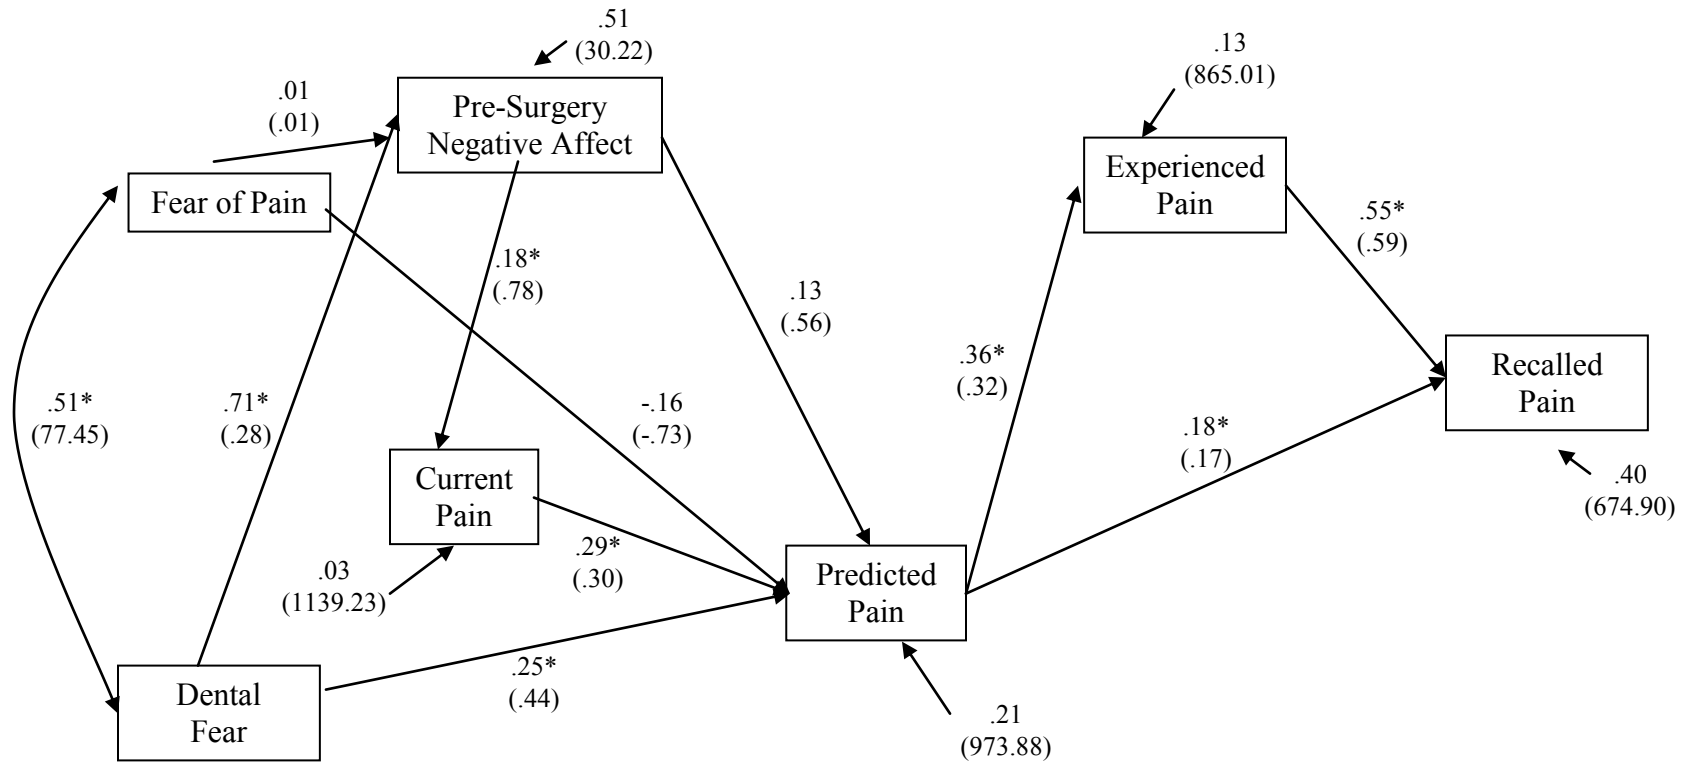 .51
(30.22)
.13
(865.01)
.01
(.01)
Pre-Surgery
Negative Affect
Experienced
Pain
Fear of Pain
.55*
(.59)
.18*
(.78)
.13
(.56)
.36*
(.32)
Recalled
Pain
.51*
(77.45)
.71*
(.28)
-.16
(-.73)
.18*
(.17)
.40
(674.90)
Current
Pain
.29*
(.30)
.03
(1139.23)
Predicted
Pain
.25*
(.44)
Dental
Fear
.21
(973.88)